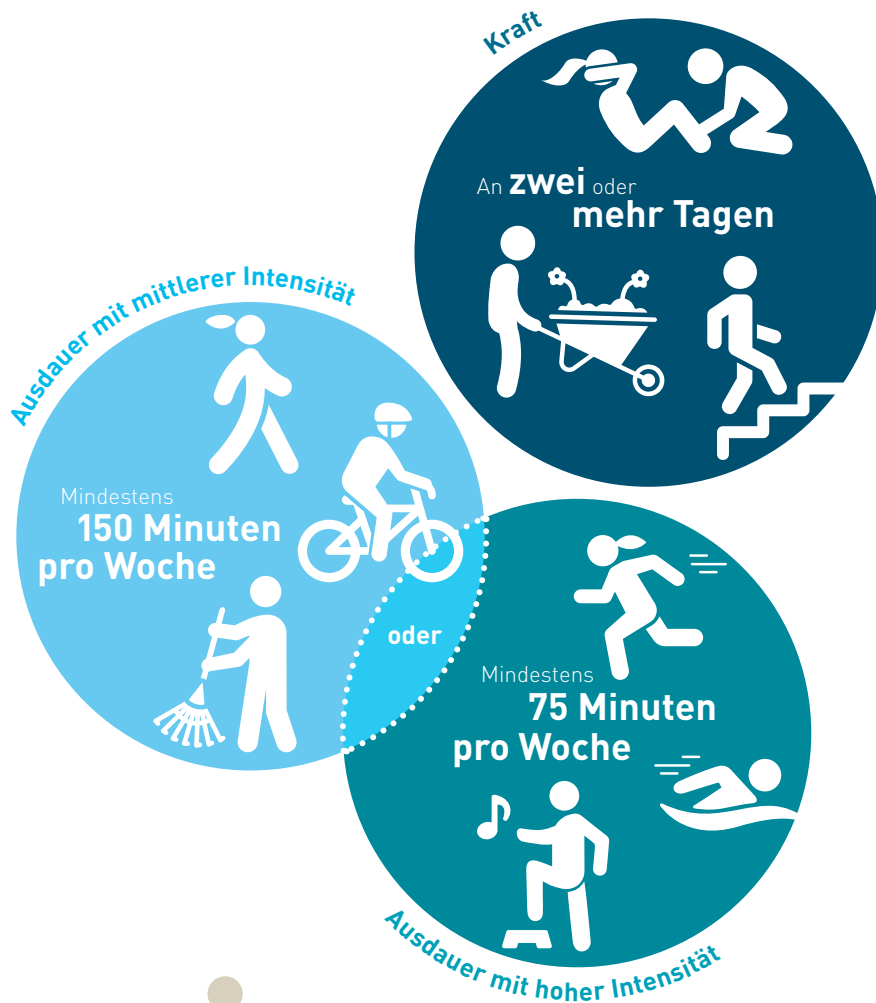 Kraft
An zwei oder
mehr Tagen
Ausdauer mit mittlerer Intensität
Mindestens
150 Minuten
pro Woche
oder
Mindestens
75 Minuten
pro Woche
Ausdauer mit hoher Intensität